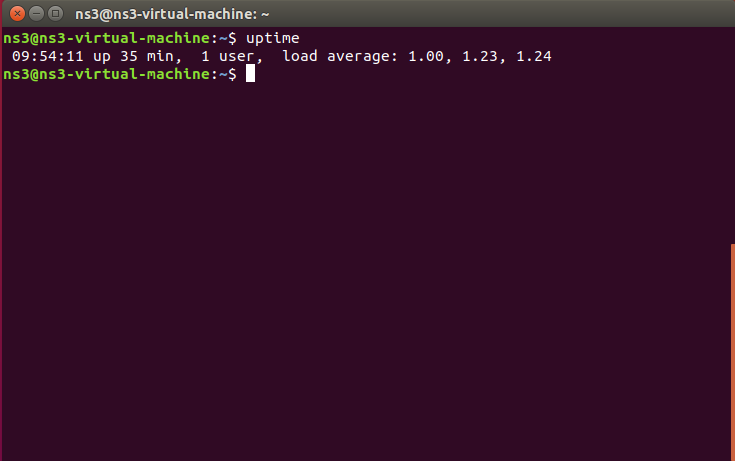 ns3@ns3-virtual-machine: ~
ns3@ns3-virtual-machine:~$ uptime
 09:54:11 up 35 min,  1 user,  load average: 1.00, 1.23, 1.24
ns3@ns3-virtual-machine:~$